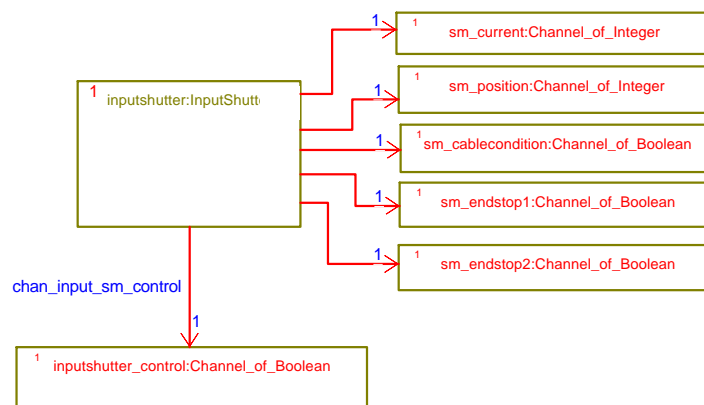 1
sm_current:Channel_of_Integer
1
1
sm_position:Channel_of_Integer
1
1
inputshutter:InputShutt
1
sm_cablecondition:Channel_of_Boolean
1
1
sm_endstop1:Channel_of_Boolean
1
1
sm_endstop2:Channel_of_Boolean
1
chan_input_sm_control
1
1
inputshutter_control:Channel_of_Boolean